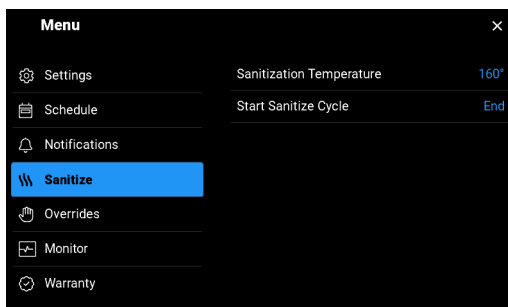 Menu
Settings
Sanitization Temperature 160°
Schedule
Start Sanitize Cycle End
Notifications
Sanitize
Overrides
Monitor
Warranty